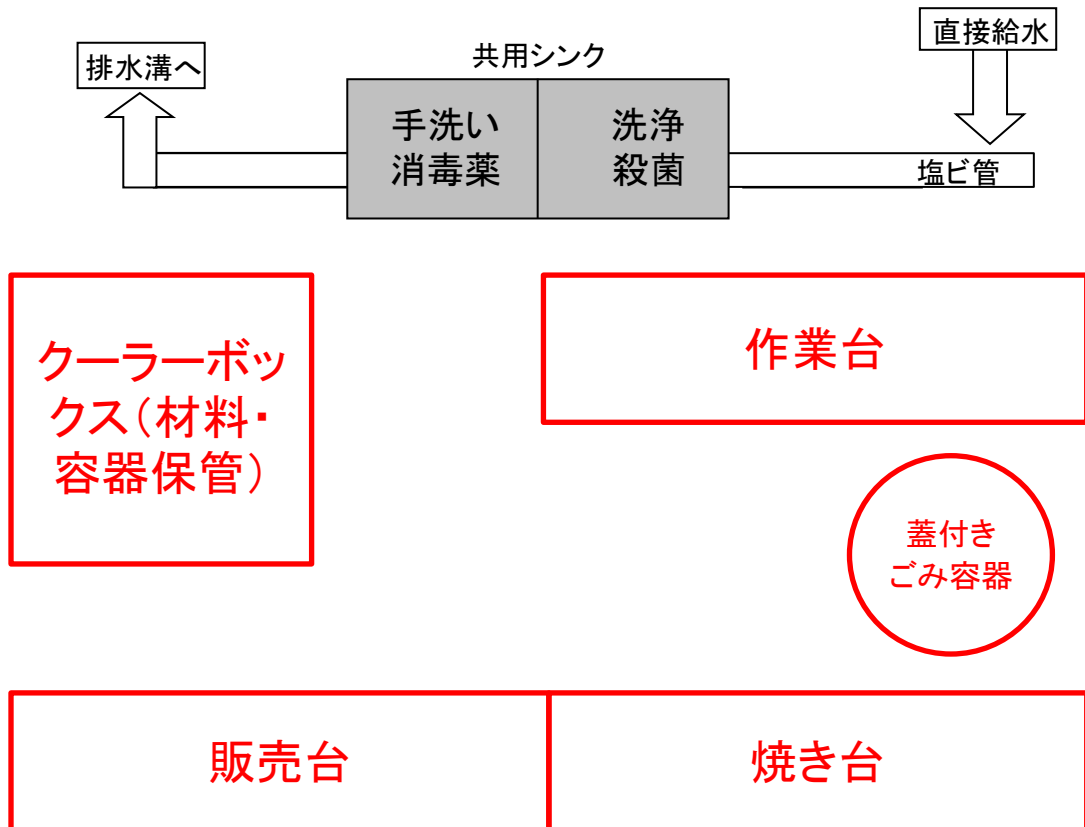 直接給水
共用シンク
排水溝へ
手洗い
消毒薬
洗浄
殺菌
塩ビ管
クーラーボッ
クス(材料・
容器保管)
作業台
蓋付き
ごみ容器
販売台
焼き台